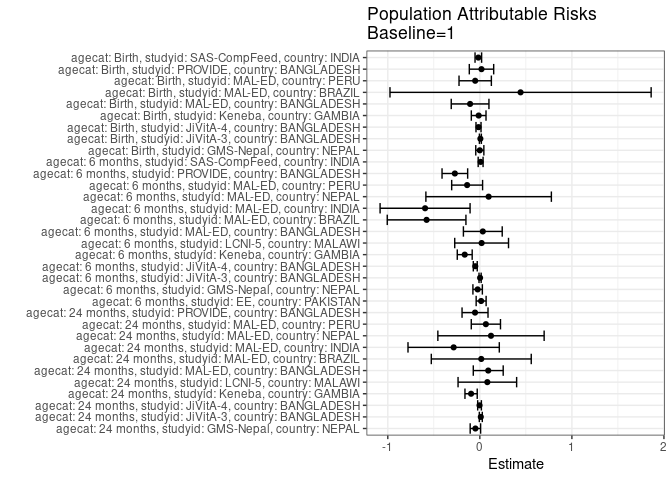 Population Attributable Risks
Baseline=1
agecat: Birth, studyid: SAS-CompFeed, country: INDIA
agecat: Birth, studyid: PROVIDE, country: BANGLADESH
agecat: Birth, studyid: MAL-ED, country: PERU
agecat: Birth, studyid: MAL-ED, country: BRAZIL
agecat: Birth, studyid: MAL-ED, country: BANGLADESH
agecat: Birth, studyid: Keneba, country: GAMBIA
agecat: Birth, studyid: JiVitA-4, country: BANGLADESH
agecat: Birth, studyid: JiVitA-3, country: BANGLADESH
agecat: Birth, studyid: GMS-Nepal, country: NEPAL
agecat: 6 months, studyid: SAS-CompFeed, country: INDIA
agecat: 6 months, studyid: PROVIDE, country: BANGLADESH
agecat: 6 months, studyid: MAL-ED, country: PERU
agecat: 6 months, studyid: MAL-ED, country: NEPAL
agecat: 6 months, studyid: MAL-ED, country: INDIA
agecat: 6 months, studyid: MAL-ED, country: BRAZIL
agecat: 6 months, studyid: MAL-ED, country: BANGLADESH
agecat: 6 months, studyid: LCNI-5, country: MALAWI
agecat: 6 months, studyid: Keneba, country: GAMBIA
agecat: 6 months, studyid: JiVitA-4, country: BANGLADESH
agecat: 6 months, studyid: JiVitA-3, country: BANGLADESH
agecat: 6 months, studyid: GMS-Nepal, country: NEPAL
agecat: 6 months, studyid: EE, country: PAKISTAN
agecat: 24 months, studyid: PROVIDE, country: BANGLADESH
agecat: 24 months, studyid: MAL-ED, country: PERU
agecat: 24 months, studyid: MAL-ED, country: NEPAL
agecat: 24 months, studyid: MAL-ED, country: INDIA
agecat: 24 months, studyid: MAL-ED, country: BRAZIL
agecat: 24 months, studyid: MAL-ED, country: BANGLADESH
agecat: 24 months, studyid: LCNI-5, country: MALAWI
agecat: 24 months, studyid: Keneba, country: GAMBIA
agecat: 24 months, studyid: JiVitA-4, country: BANGLADESH
agecat: 24 months, studyid: JiVitA-3, country: BANGLADESH
agecat: 24 months, studyid: GMS-Nepal, country: NEPAL
-1 0 1 2
Estimate